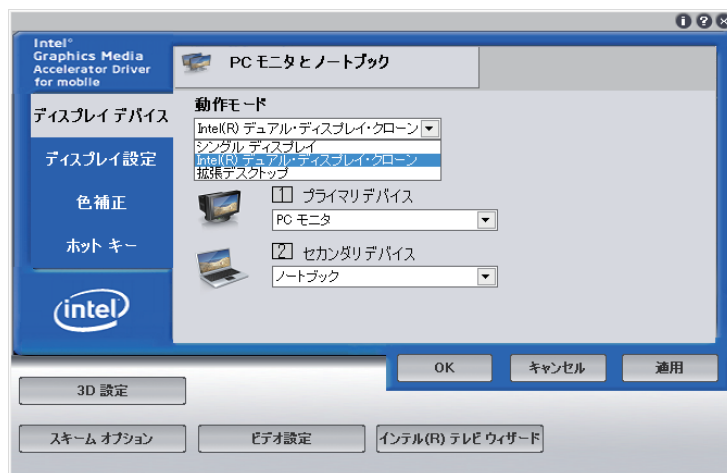 Intel®
Graphics Media
Accelerator Driver
for mobile
PC モニタとノートブック
ディスプレイ デバイス
ディスプレイ設定
色補正
ホット キー
intel
動作モード
Intel(R) デュアル・ディスプレイ・クローン
シングル ディスプレイ
Intel(R) デュアル・ディスプレイ・クローン
拡張デスクトップ
1 プライマリ デバイス
PC モニタ
2 セカンダリ デバイス
ノートブック
OK キャンセル 適用
3D 設定
スキーム オプション ビデオ設定 インテル(R) テレビ ウィザード